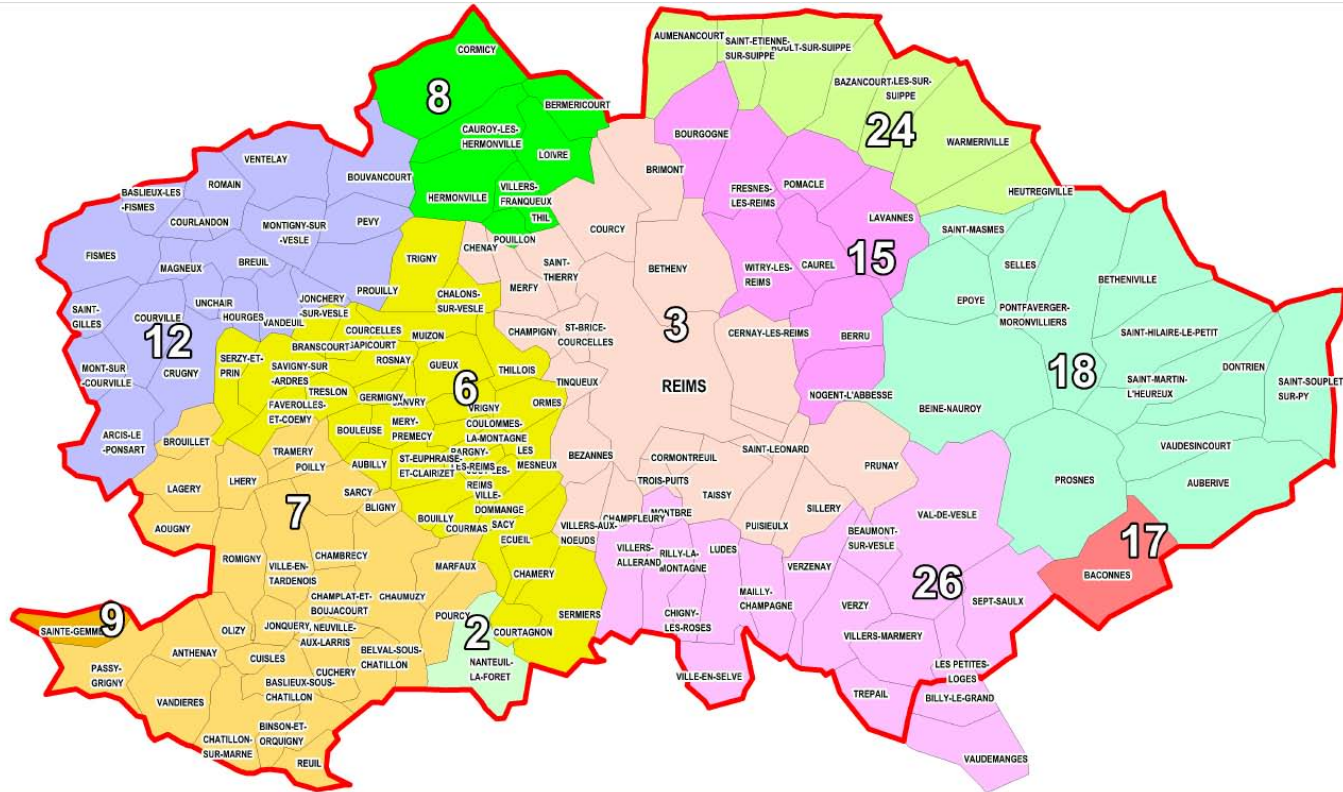 CORMICY
8
BERMERICOURT
CAUROY-LES-
HERMONVILLE
LOIVRE
HERMONVILLE
VILLERS-
FRANQUEUX
THIL
POUILLON
AUMENANCOURT
SAINT-ETIENNE-
SUR-SUIPPE
BAZANCOURT
LES-SUR-
SUIPPE
24
WARMERIVILLE
HEUTREGIVILLE
VENTELAY
BOUVANCOURT
ROMAIN
BASLIEUX-LES
-FISMES
COURLANDON
MONTIGNY-SUR
-VESLE
PEVY
FISMES
MAGNEUX
BREUIL
PROUILLY
UNCHAIR
HOURGES
VANDEUIL
JONCHERY
-SUR-VESLE
SAINT-
GILLES
COURVILLE
12
MONT-SUR
-COURVILLE
CRUGNY
ARCIS-LE
-PONSART
BOURGOGNE
FRESNES-
LES-REIMS
POMACLE
LAVANNES
15
WITRY-LES-
REIMS
CAUREL
BERRU
NOGENT-L'ABBESSE
BRIMONT
COURCY
BETHENY
CHENAY
SAINT-
THIERRY
MERFY
CHAMPIGNY
ST-BRICE-
COURCELLES
3
CERNAY-LES-REIMS
REIMS
TINQUEUX
BEZANNES
CORMONTREUIL
SAINT-LEONARD
TROIS-PUITS
TAISSY
PRUNAY
SILLERY
PUISIEULX
CHAMPFLEURY
VILLERS-AUX-
NOEUDS
SAINT-MASMES
SELLES
BETHENIVILLE
EPOYE
PONTFAVERGER-
MORONVILLIERS
SAINT-HILAIRE-LE-PETIT
18
DONTRIEN
SAINT-SOUPLET
SUR-PY
SAINT-MARTIN-
L'HEUREUX
BEINE-NAUROY
VAUDESINCOURT
PROSNES
AUBERIVE
17
BACONNES
TRIGNY
CHALONS-
SUR-VESLE
MUIZON
COURCELLES
SAPICOURT
BRANSCOURT
ROSNAY
SERZY-ET-
PRIN
SAVIGNY-SUR
-ARDRES
GUEUX
THILLOIS
6
TRESLON
GERMIGNY
JANVRY
FAVEROLLES-
ET-COEMY
VRIGNY
ORMES
BOULEUSE
MERY-
PREMECY
COULOMMES-
LA-MONTAGNE
AUBILLY
ST-EUPHRAISE-
ET-CLAIRIZET
PARGNY-
LES-REIMS
LES
MESNEUX
REIMS
VILLE-
DOMMANGE
BOUILLY
COURMAS
SACY
ECUEIL
CHAMERY
SERMIERS
COURTAGNON
BROUILLET
TRAMERY
POILLY
LAGERY
LHERY
SARCY
BLIGNY
7
AOUGNY
ROMIGNY
VILLE-EN-
TARDENOIS
CHAMBRECY
MARFAUX
CHAMPLAT-ET-
BOUJACOURT
CHAUMUZY
POURCY
JONQUERY
NEUVILLE-
AUX-LARRIS
OLIZY
ANTHENAY
CUISLES
BELVAL-SOUS-
CHATILLON
CUCHERY
BASLIEUX-SOUS-
CHATILLON
PASSY-
GRIGNY
VANDIERES
BINSON-ET-
ORQUIGNY
CHATILLON-
SUR-MARNE
REUIL
9
SAINTE-GEMME
2
NANTEUIL-
LA-FORET
MONTBRE
VILLERS-
ALLERAND
RILLY-LA-
MONTAGNE
LUDES
CHIGNY-
LES-ROSES
MAILLY-
CHAMPAGNE
VILLE-EN-SELVE
VERZENAY
BEAUMONT-
SUR-VESLE
VAL-DE-VESLE
26
VERZY
SEPT-SAULX
VILLERS-MARMERY
LES PETITES-
LOGES
TREPAIL
BILLY-LE-GRAND
VAUDEMANGES